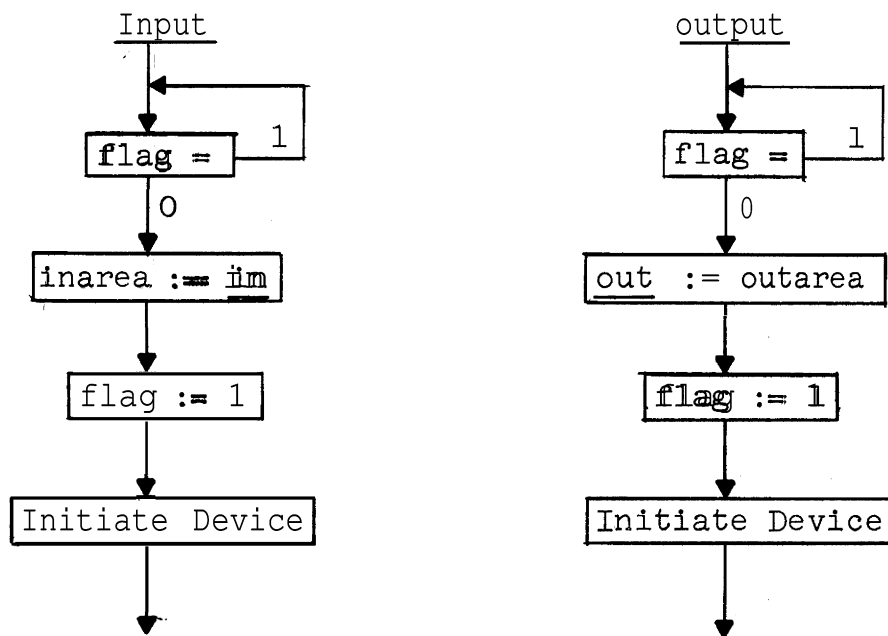 Input
1
flag =
0
inarea := in
flag := 1
Initiate Device
output
1
flag =
0
out := outarea
flag := 1
Initiate Device